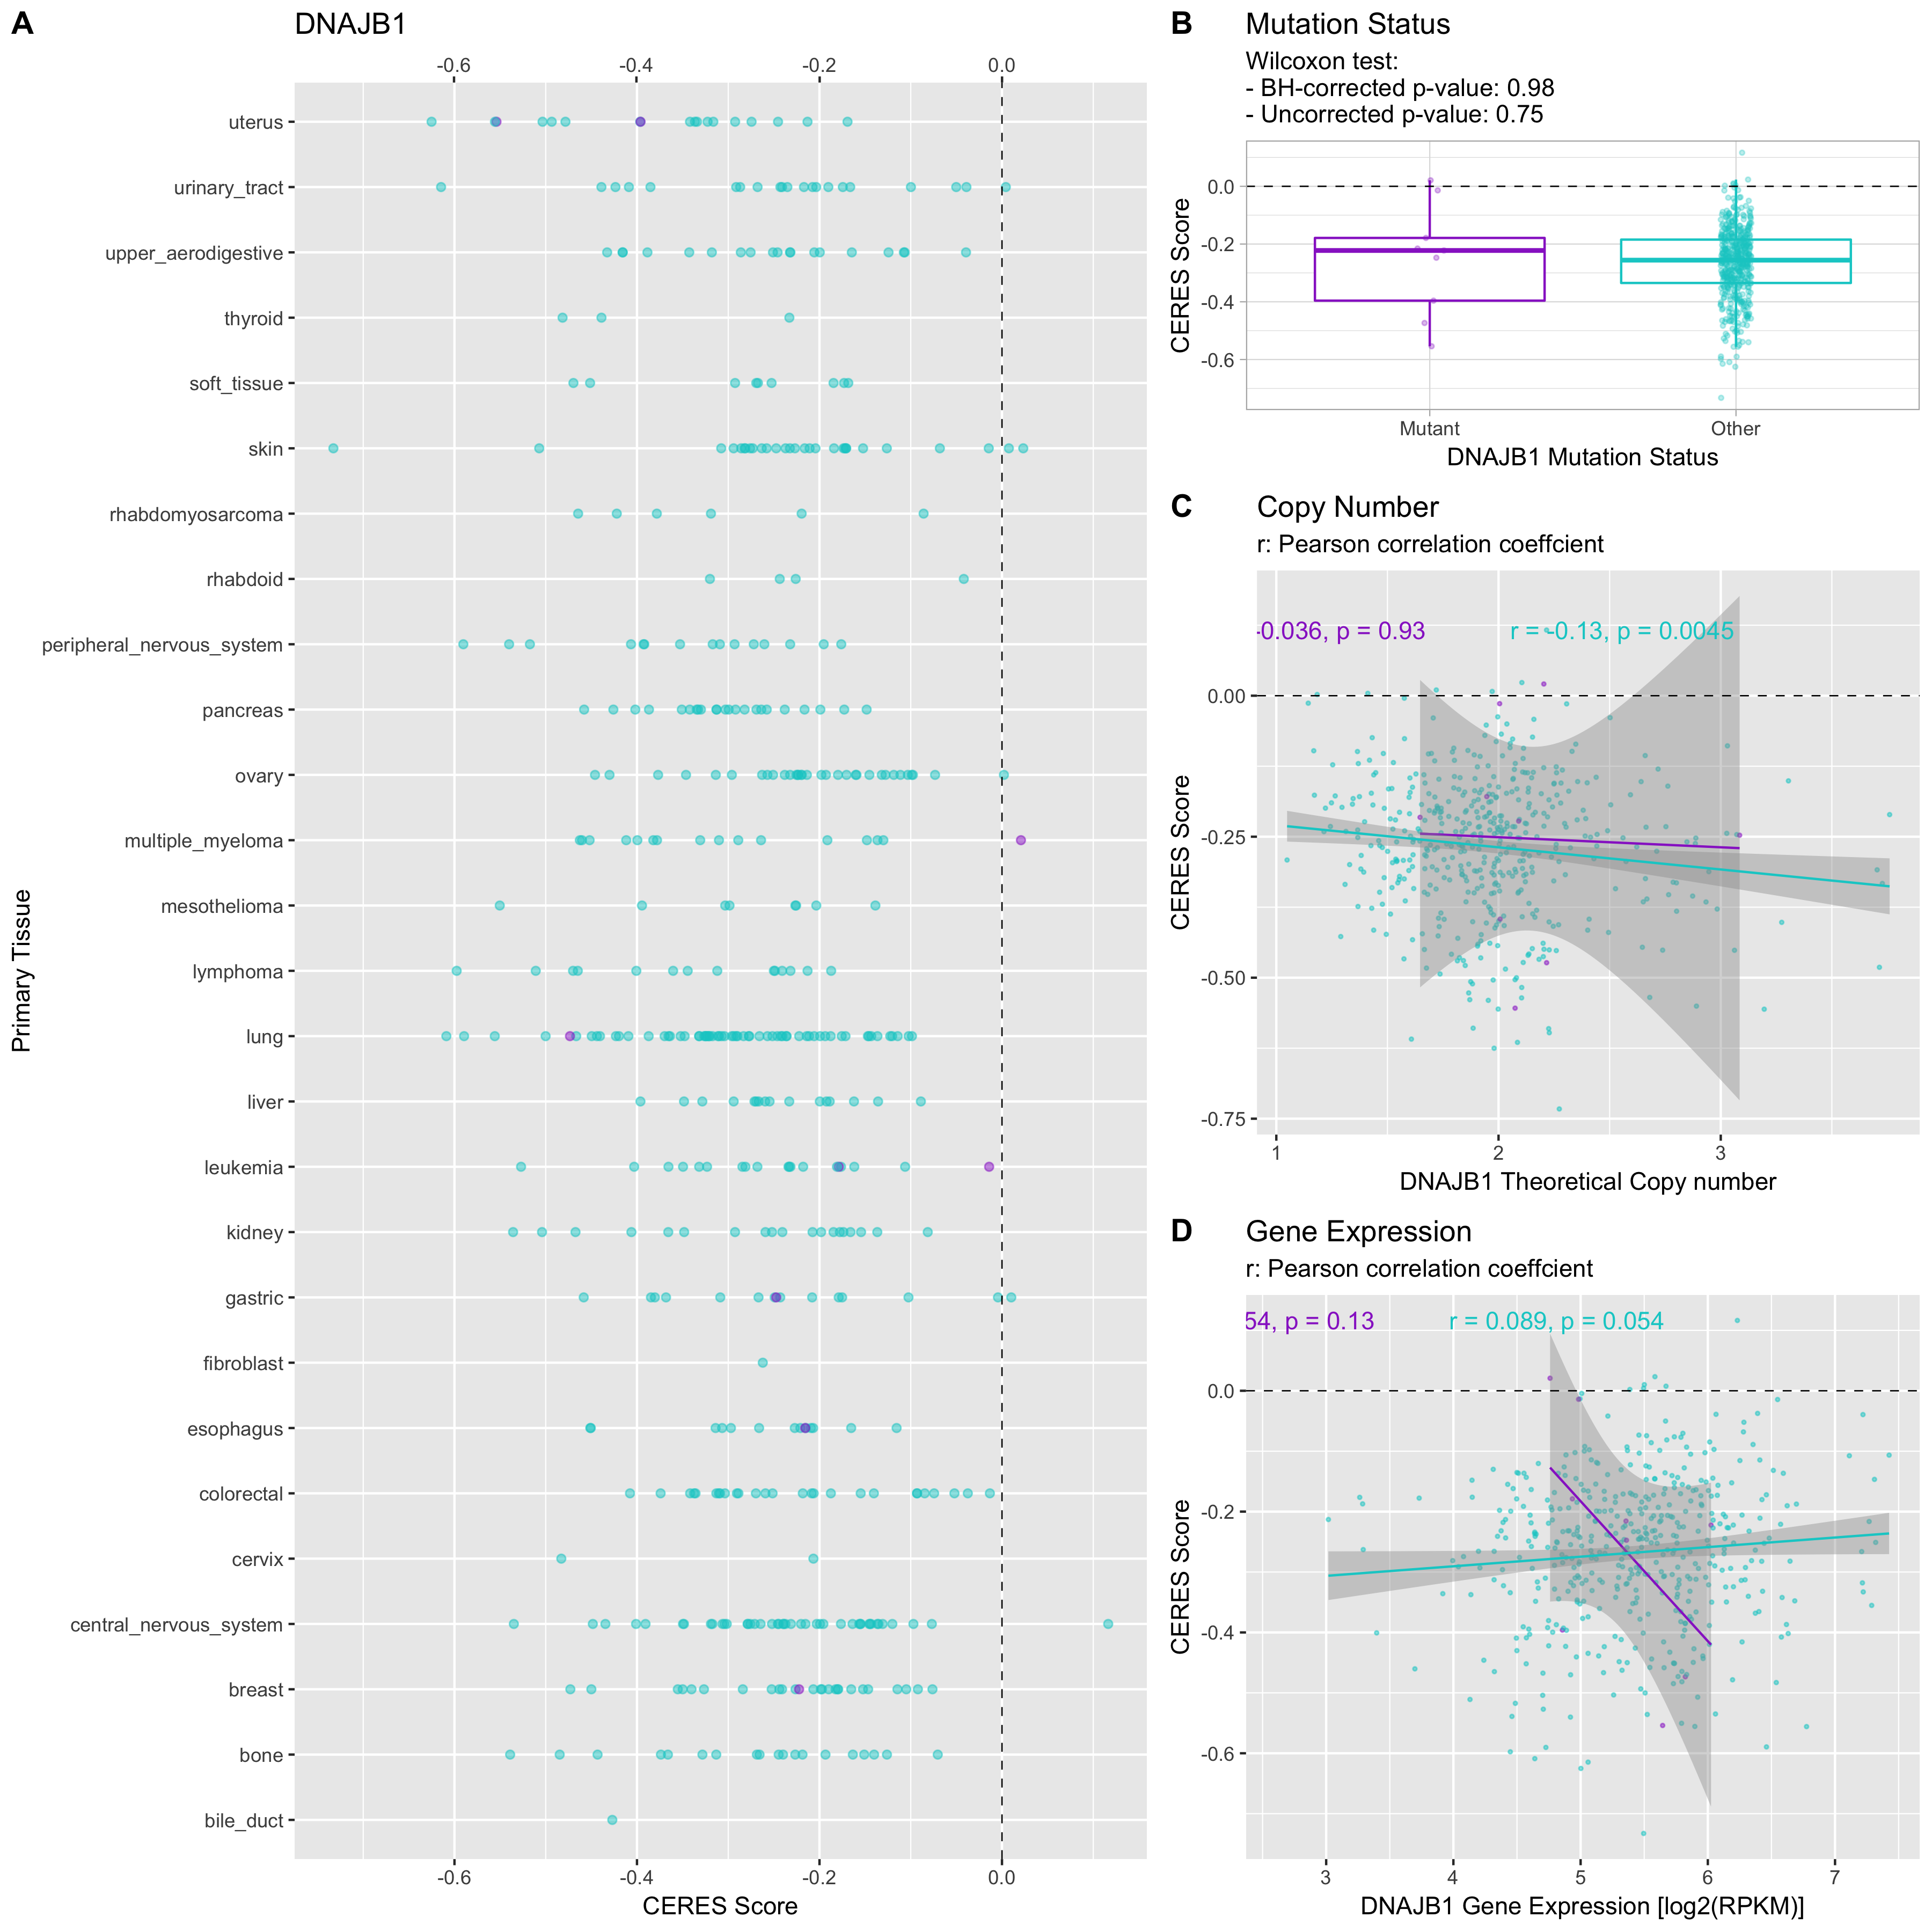 A
DNAJB1
-0.6 -0.4 -0.2 0.0
uterus
urinary_tract
upper_aerodigestive
thyroid
soft_tissue
skin
rhabdomyosarcoma
rhabdoid
peripheral_nervous_system
pancreas
ovary
multiple_myeloma
mesothelioma
lymphoma
lung
liver
leukemia
kidney
gastric
fibroblast
esophagus
colorectal
cervix
central_nervous_system
breast
bone
bile_duct
Primary Tissue
-0.6 -0.4 -0.2 0.0
CERES Score
B
Mutation Status
Wilcoxon test:
- BH-corrected p-value: 0.98
- Uncorrected p-value: 0.75
0.0
-0.2
-0.4
-0.6
CERES Score
Mutant Other
DNAJB1 Mutation Status
C
Copy Number
r: Pearson correlation coeffcient
-0.036, p = 0.93 r = -0.13, p = 0.0045
0.00
-0.25
-0.50
-0.75
CERES Score
1 2 3
DNAJB1 Theoretical Copy number
D
Gene Expression
r: Pearson correlation coeffcient
54, p = 0.13 r = 0.089, p = 0.054
0.0
-0.2
-0.4
-0.6
CERES Score
3 4 5 6 7
DNAJB1 Gene Expression [log2(RPKM)]